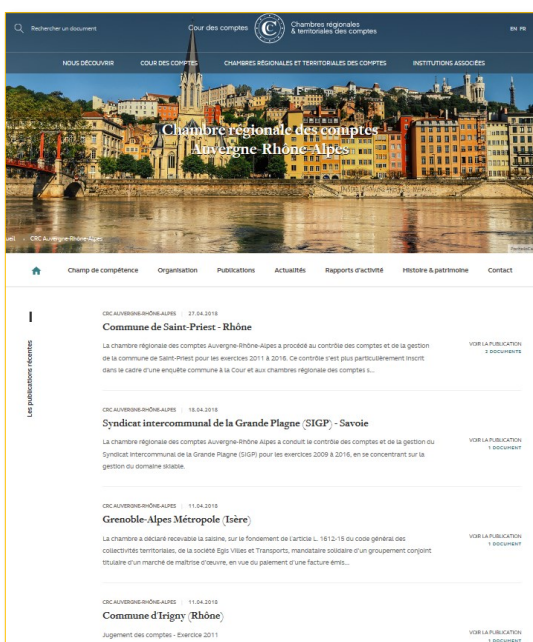 Rechercher un document
Cour des comptes
Chambres régionales
& territoriales des comptes
EN FR
NOUS DÉCOUVRIR
COUR DES COMPTES
CHAMBRES RÉGIONALES ET TERRITORIALES DES COMPTES
INSTITUTIONS ASSOCIÉES
Chambre régionale des comptes
Auvergne-Rhône-Alpes
CRC Auvergne-Rhône-Alpes
Champ de compétence
Organisation
Publications
Actualités
Rapports d'activité
Histoire & patrimoine
Contact
Les publications récentes
CRC AUVERGNE-RHÔNE-ALPES | 27.04.2018
Commune de Saint-Priest - Rhône
La chambre régionale des comptes Auvergne-Rhône-Alpes a procédé au contrôle des comptes et de la gestion
de la commune de Saint-Priest pour les exercices 2011 à 2016. Ce contrôle s'est plus particulièrement inscrit
dans le cadre d'une enquête commune à la Cour et aux chambres régionale des comptes s...
VOIR LA PUBLICATION
2 DOCUMENTS
CRC AUVERGNE-RHÔNE-ALPES | 18.04.2018
Syndicat intercommunal de la Grande Plagne (SIGP) - Savoie
La chambre régionale des comptes Auvergne-Rhône Alpes a conduit le contrôle des comptes et de la gestion du
Syndicat Intercommunal de la Grande Plagne (SIGP) pour les exercices 2009 à 2016, en se concentrant sur la
gestion du domaine skiable.
VOIR LA PUBLICATION
1 DOCUMENT
CRC AUVERGNE-RHÔNE-ALPES | 11.04.2018
Grenoble-Alpes Métropole (Isère)
La chambre a déclaré recevable la saisine, sur le fondement de l'article L. 1612-15 du code général des
collectivités territoriales, de la société Egis Villes et Transports, mandataire solidaire d'un groupement conjoint
titulaire d'un marché de maîtrise d'œuvre, en vue du paiement d'une facture émis...
VOIR LA PUBLICATION
1 DOCUMENT
CRC AUVERGNE-RHÔNE-ALPES | 11.04.2018
Commune d'Irigny (Rhône)
Jugement des comptes - Exercice 2011
VOIR LA PUBLICATION
1 DOCUMENT